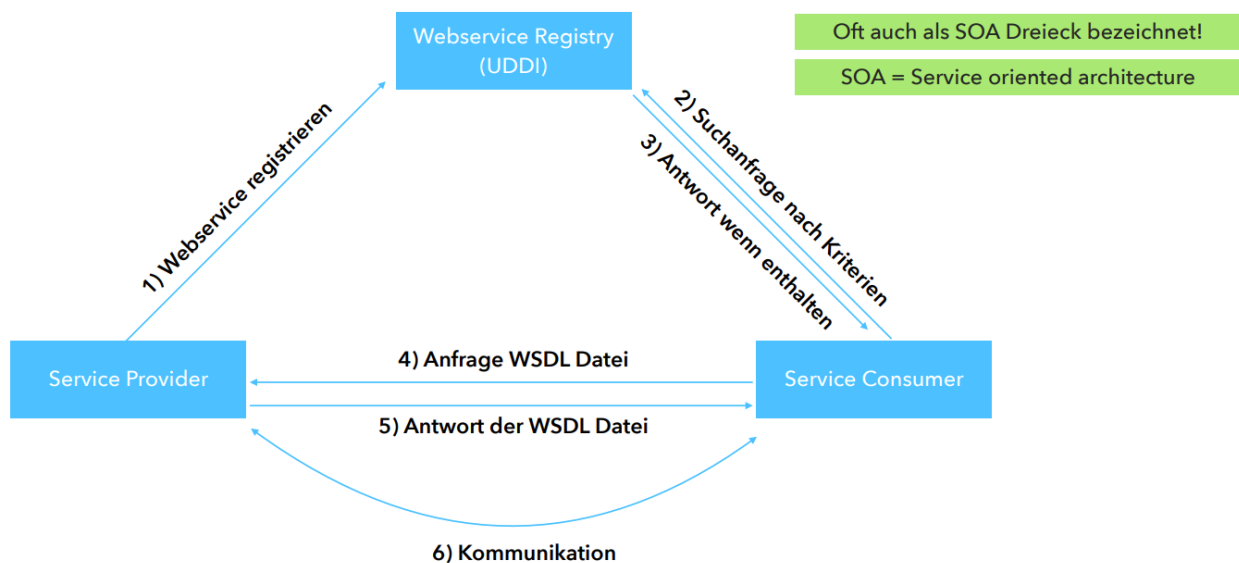 Webservice Registry
(UDDI)
Oft auch als SOA Dreieck bezeichnet!
SOA = Service oriented architecture
1) Webservice registrieren
2) Suchanfrage nach Kriterien
3) Antwort wenn enthalten
Service Provider
4) Anfrage WSDL Datei
Service Consumer
5) Antwort der WSDL Datei
6) Kommunikation